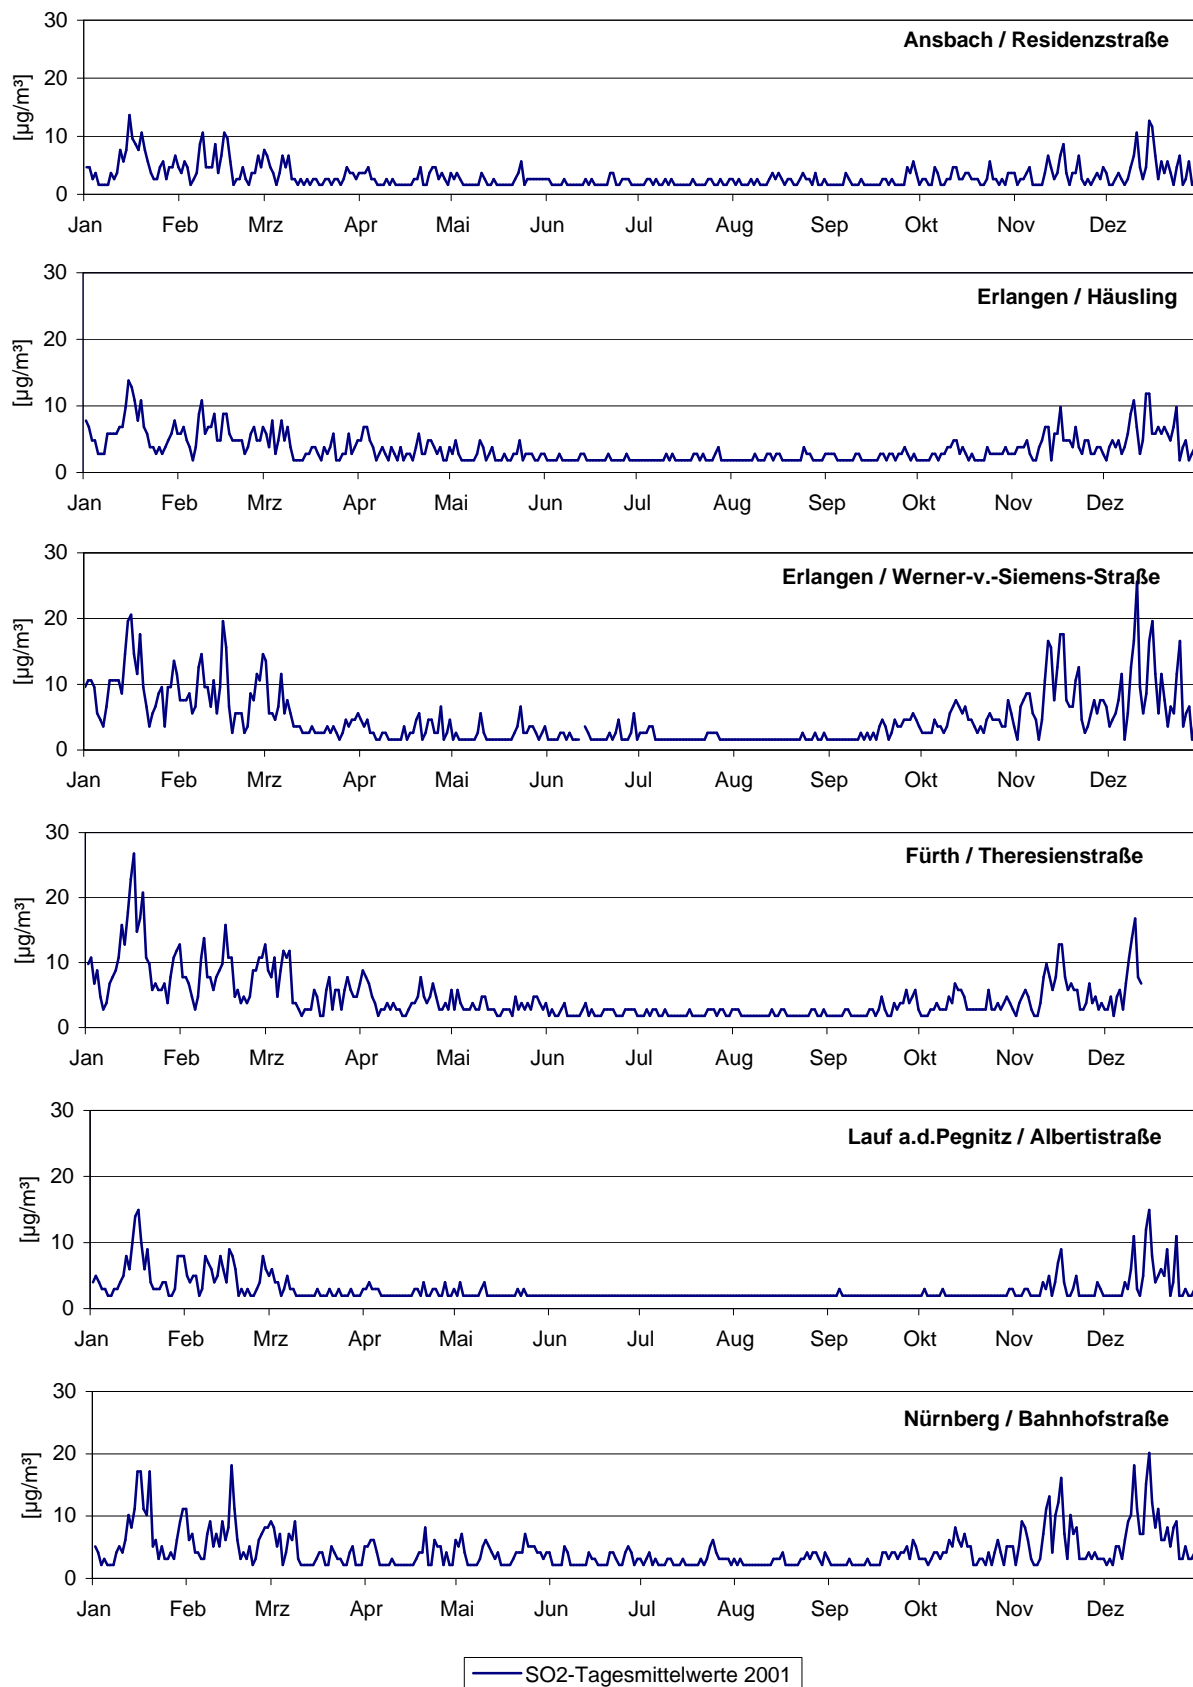 30
Ansbach / Residenzstraße
20
10
0
[µg/m³]
Jan Feb Mrz Apr Mai Jun Jul Aug Sep Okt Nov Dez
30
Erlangen / Häusling
20
10
0
[µg/m³]
Jan Feb Mrz Apr Mai Jun Jul Aug Sep Okt Nov Dez
30
Erlangen / Werner-v.-Siemens-Straße
20
10
0
[µg/m³]
Jan Feb Mrz Apr Mai Jun Jul Aug Sep Okt Nov Dez
30
Fürth / Theresienstraße
20
10
0
[µg/m³]
Jan Feb Mrz Apr Mai Jun Jul Aug Sep Okt Nov Dez
30
Lauf a.d.Pegnitz / Albertistraße
20
10
0
[µg/m³]
Jan Feb Mrz Apr Mai Jun Jul Aug Sep Okt Nov Dez
30
Nürnberg / Bahnhofstraße
20
10
0
[µg/m³]
Jan Feb Mrz Apr Mai Jun Jul Aug Sep Okt Nov Dez
SO2-Tagesmittelwerte 2001